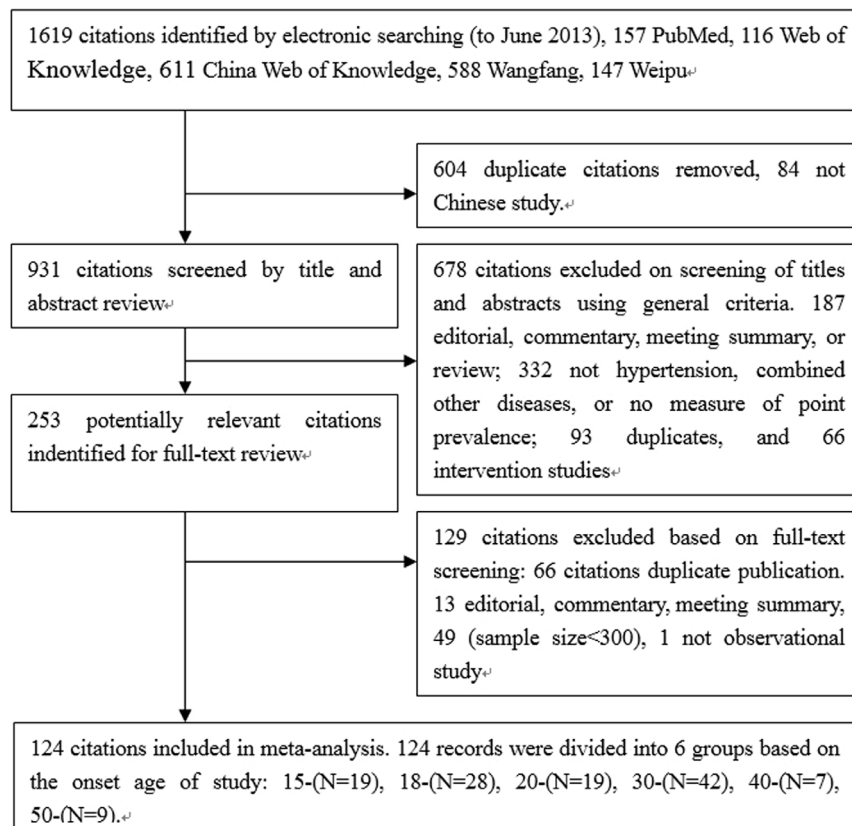 1619 citations identified by electronic searching (to June 2013), 157 PubMed, 116 Web of
Knowledge, 611 China Web of Knowledge, 588 Wangfang, 147 Weipu↵
604 duplicate citations removed, 84 not
Chinese study.↵
931 citations screened by title and
abstract review↵
678 citations excluded on screening of titles
and abstracts using general criteria. 187
editorial, commentary, meeting summary, or
review; 332 not hypertension, combined
other diseases, or no measure of point
prevalence; 93 duplicates, and 66
intervention studies↵
253 potentially relevant citations
indentified for full-text review↵
129 citations excluded based on full-text
screening: 66 citations duplicate publication.
13 editorial, commentary, meeting summary,
49 (sample size<300), 1 not observational
study↵
124 citations included in meta-analysis. 124 records were divided into 6 groups based on
the onset age of study: 15-(N=19), 18-(N=28), 20-(N=19), 30-(N=42), 40-(N=7),
50-(N=9).↵